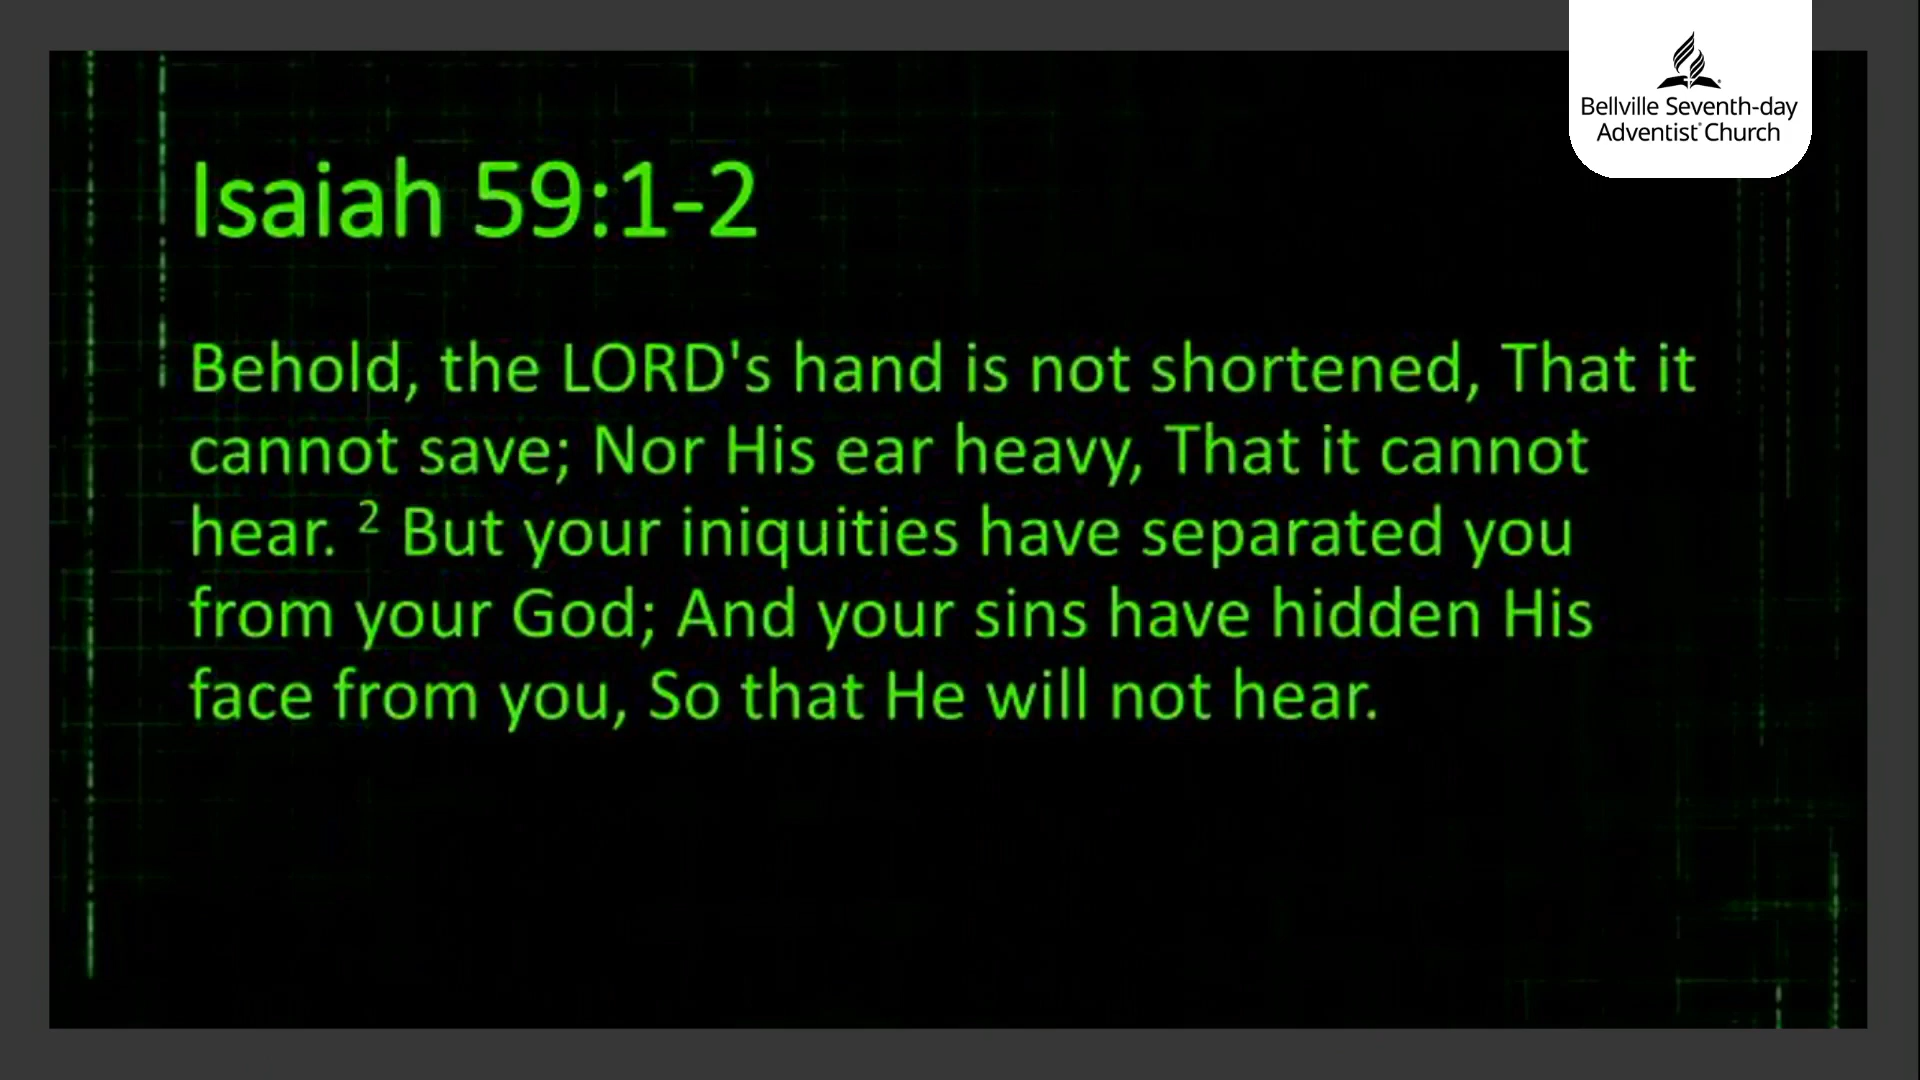 Bellville Seventh-day
Adventist® Church
Isaiah 59:1-2
Behold, the LORD's hand is not shortened, That it
cannot save; Nor His ear heavy, That it cannot
hear. ² But your iniquities have separated you
from your God; And your sins have hidden His
face from you, So that He will not hear.